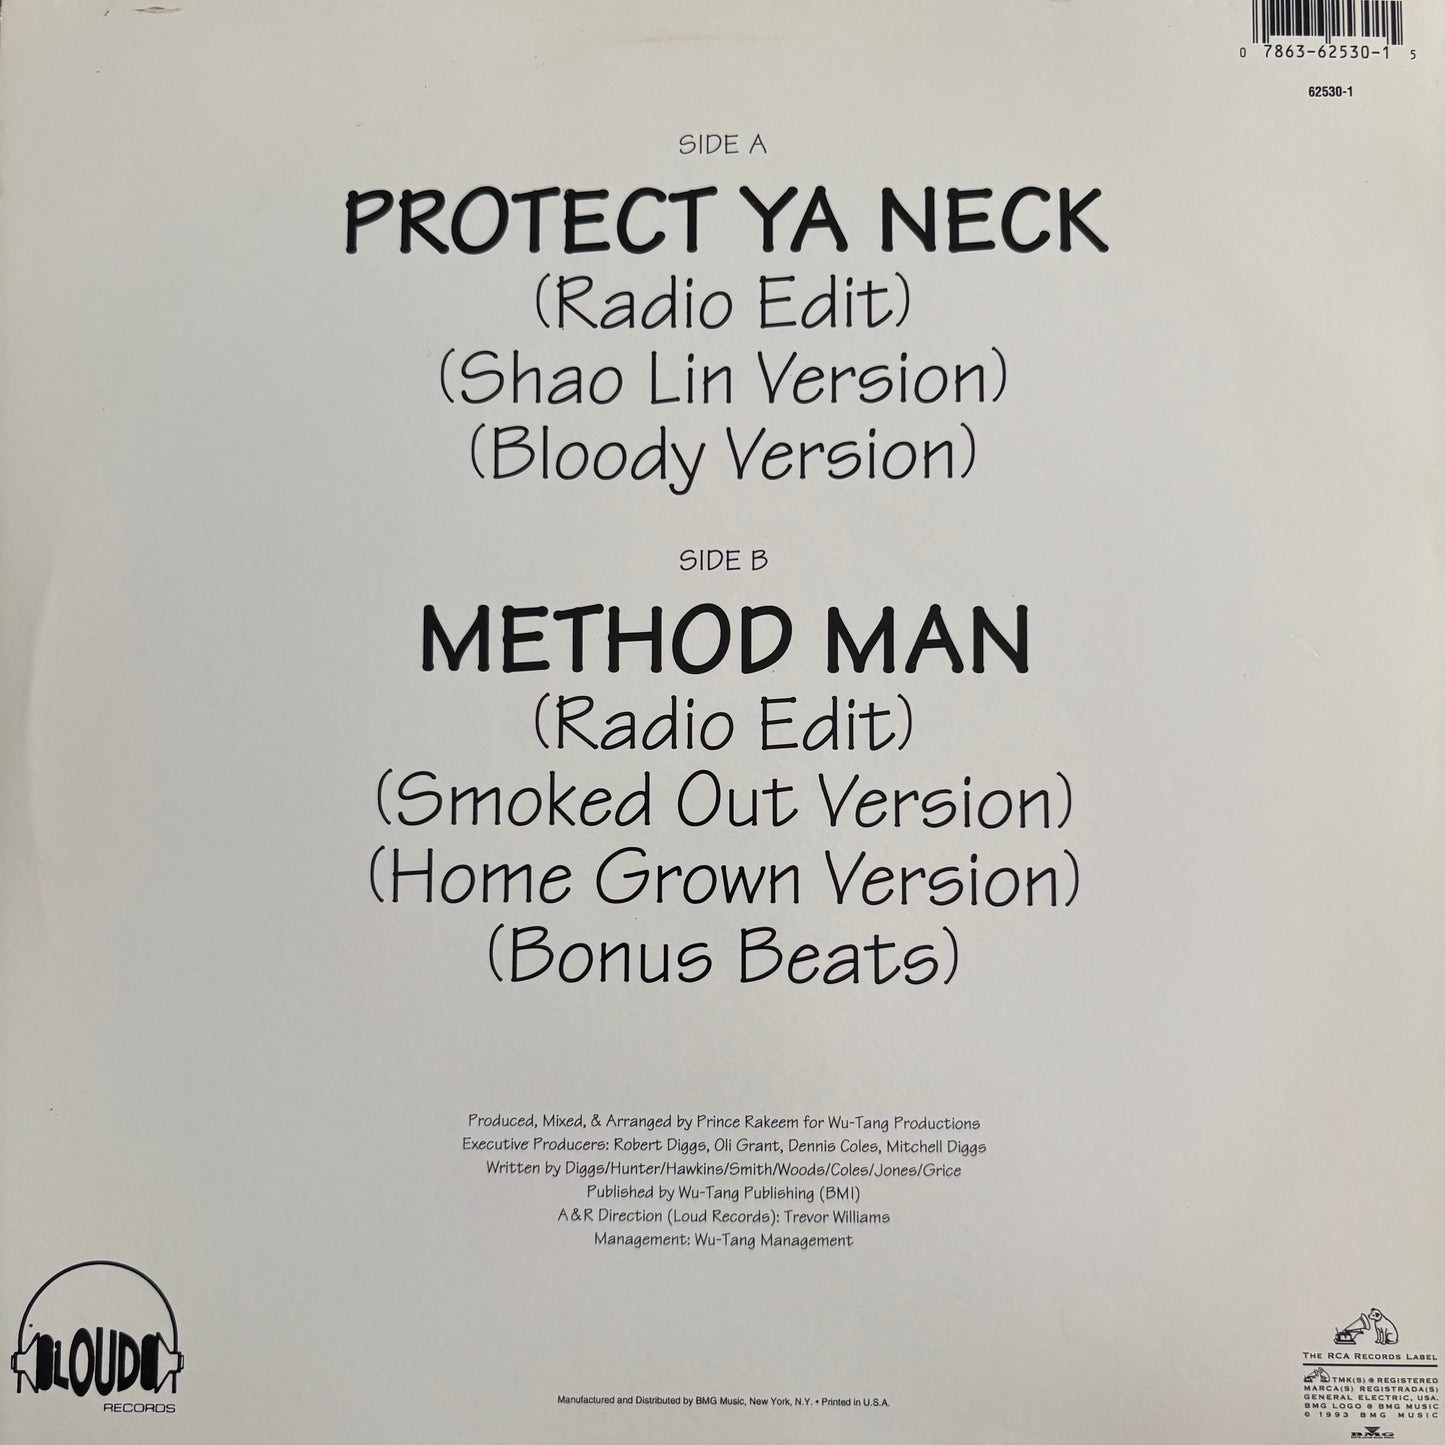 0 7863-62530-1 5
62530-1
SIDE A
PROTECT YA NECK
(Radio Edit)
(Shao Lin Version)
(Bloody Version)
SIDE B
METHOD MAN
(Radio Edit)
(Smoked Out Version)
(Home Grown Version)
(Bonus Beats)
Produced, Mixed, & Arranged by Prince Rakeem for Wu-Tang Productions
Executive Producers: Robert Diggs, Oli Grant, Dennis Coles, Mitchell Diggs
Written by Diggs/Hunter/Hawkins/Smith/Woods/Coles/Jones/Grice
Published by Wu-Tang Publishing (BMI)
A&R Direction (Loud Records): Trevor Williams
Management: Wu-Tang Management
LOUD
RECORDS
Manufactured and Distributed by BMG Music, New York, N.Y. • Printed in U.S.A.
THE RCA RECORDS LABEL
TMK(S) ® REGISTERED
MARCA(S) REGISTRADA(S)
GENERAL ELECTRIC, USA.
BMG LOGO ® BMG MUSIC
© 1993 BMG MUSIC
BMG